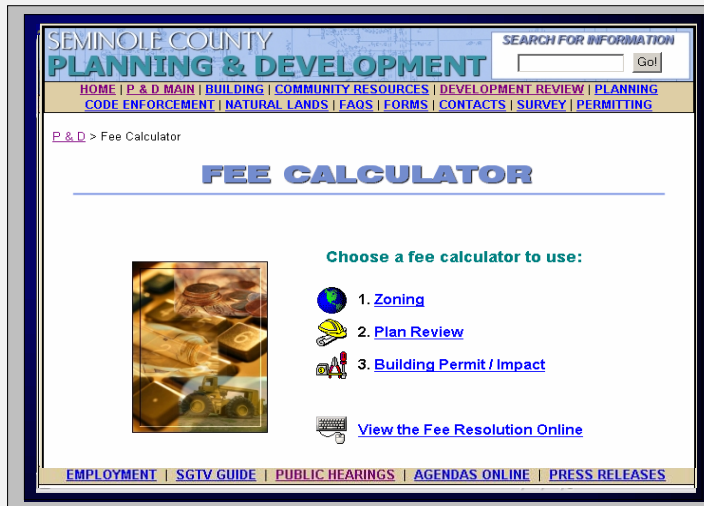 SEMINOLE COUNTY
PLANNING & DEVELOPMENT
SEARCH FOR INFORMATION
Go!
HOME | P & D MAIN | BUILDING | COMMUNITY RESOURCES | DEVELOPMENT REVIEW | PLANNING
CODE ENFORCEMENT | NATURAL LANDS | FAQS | FORMS | CONTACTS | SURVEY | PERMITTING
P & D > Fee Calculator
FEE CALCULATOR
Choose a fee calculator to use:
1. Zoning
2. Plan Review
3. Building Permit / Impact
View the Fee Resolution Online
EMPLOYMENT | SGTV GUIDE | PUBLIC HEARINGS | AGENDAS ONLINE | PRESS RELEASES